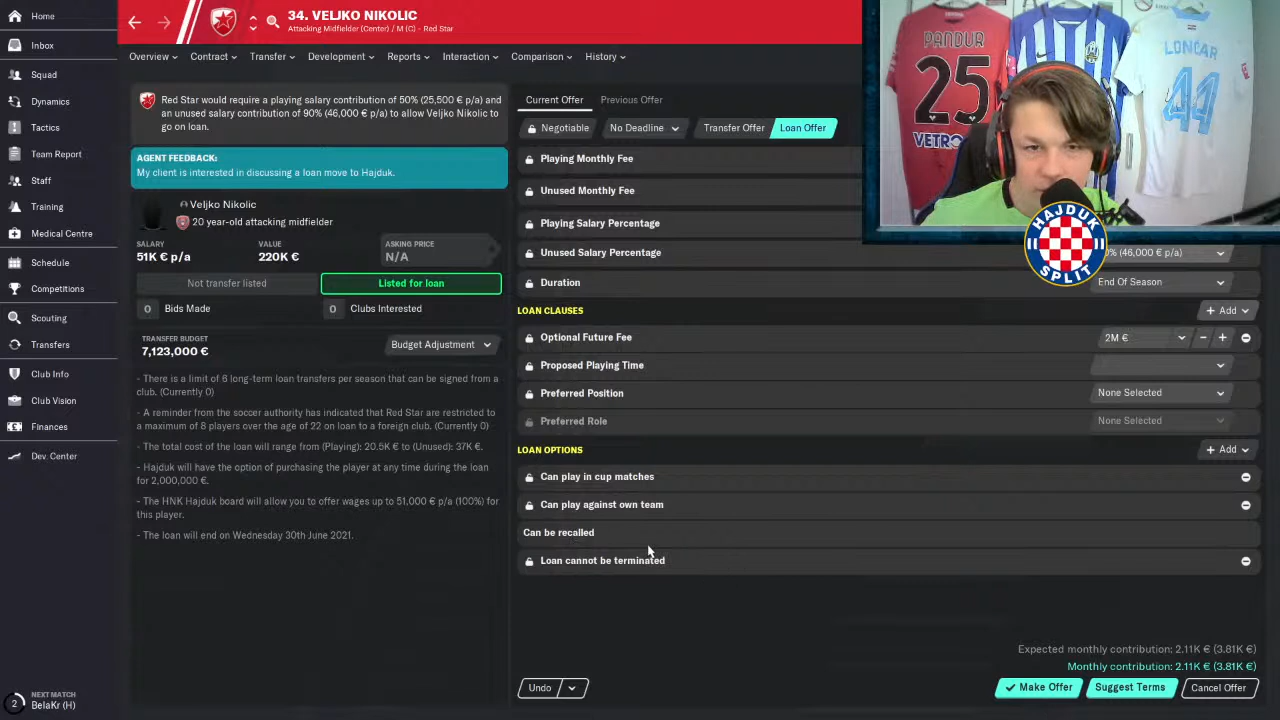 Home
Inbox
Squad
Dynamics
Tactics
Team Report
Staff
Training
Medical Centre
Schedule
Competitions
Scouting
Transfers
Club Info
Club Vision
Finances
Dev. Center
2
NEXT MATCH
BelaKr (H)
34. VELJKO NIKOLIC
Attacking Midfielder (Center) / M (C) - Red Star
Overview
Contract
Transfer
Development
Reports
Interaction
Comparison
History
Red Star would require a playing salary contribution of 50% (25,500 € p/a) and
an unused salary contribution of 90% (46,000 € p/a) to allow Veljko Nikolic to
go on loan.
AGENT FEEDBACK:
My client is interested in discussing a loan move to Hajduk.
Veljko Nikolic
20 year-old attacking midfielder
SALARY
51K € p/a
VALUE
220K €
ASKING PRICE
N/A
Not transfer listed
Listed for loan
0 Bids Made
0 Clubs Interested
TRANSFER BUDGET
7,123,000 €
Budget Adjustment
- There is a limit of 6 long-term loan transfers per season that can be signed from a
club. (Currently 0)
- A reminder from the soccer authority has indicated that Red Star are restricted to
a maximum of 8 players over the age of 22 on loan to a foreign club. (Currently 0)
- The total cost of the loan will range from (Playing): 20.5K € to (Unused): 37K €.
- Hajduk will have the option of purchasing the player at any time during the loan
for 2,000,000 €.
- The HNK Hajduk board will allow you to offer wages up to 51,000 € p/a (100%) for
this player.
- The loan will end on Wednesday 30th June 2021.
Current Offer
Previous Offer
Negotiable
No Deadline
Transfer Offer
Loan Offer
Playing Monthly Fee
Unused Monthly Fee
Playing Salary Percentage
Unused Salary Percentage
% (46,000 € p/a)
Duration
End Of Season
LOAN CLAUSES
+ Add
Optional Future Fee
2M €
Proposed Playing Time
Preferred Position
None Selected
Preferred Role
None Selected
LOAN OPTIONS
+ Add
Can play in cup matches
Can play against own team
Can be recalled
Loan cannot be terminated
Expected monthly contribution: 2.11K € (3.81K €)
Monthly contribution: 2.11K € (3.81K €)
Undo
Make Offer
Suggest Terms
Cancel Offer
PANDUR
25
LONČAR
44
HAJDUK
SPLIT